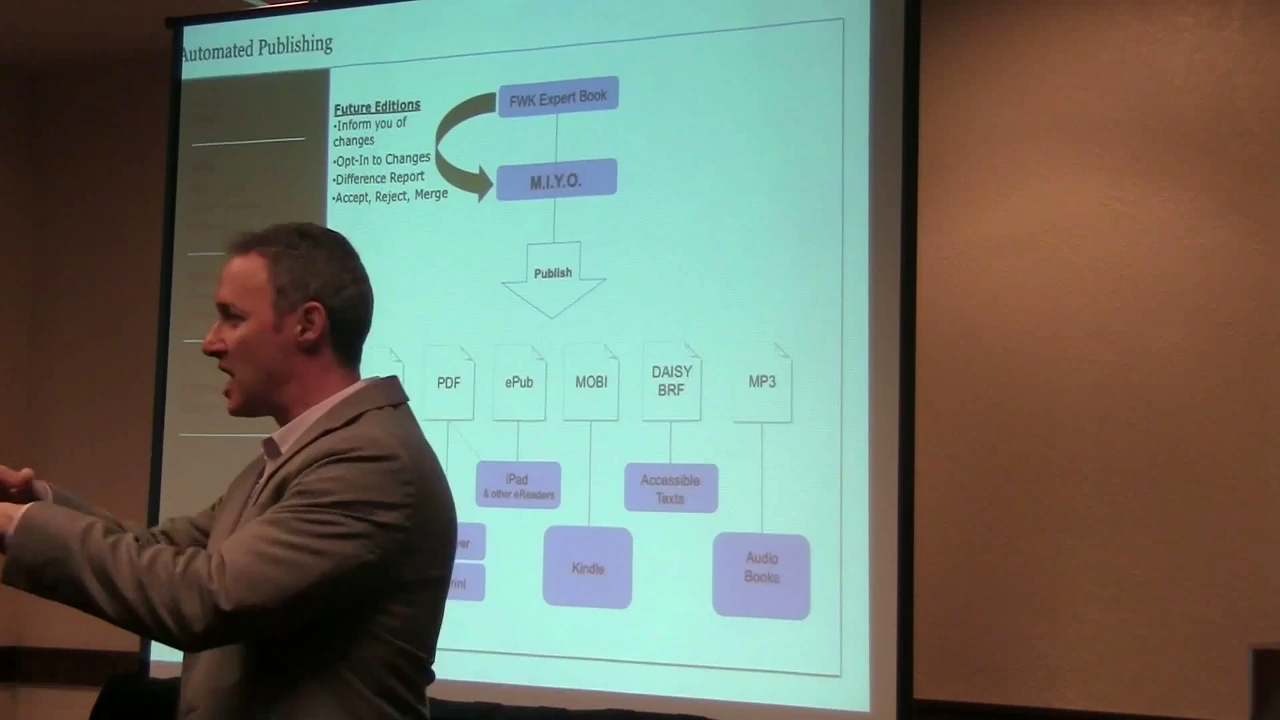 Automated Publishing
FWK Expert Book
Future Editions
•Inform you of
changes
•Opt-In to Changes
•Difference Report
•Accept, Reject, Merge
M.I.Y.O.
Publish
PDF
ePub
MOBI
DAISY
BRF
MP3
iPad
& other eReaders
Accessible
Texts
Kindle
Audio
Books